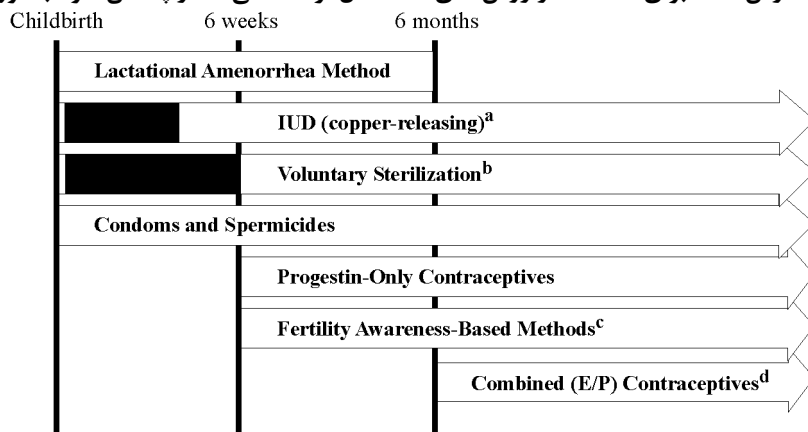 Childbirth 6 weeks 6 months
Lactational Amenorrhea Method
IUD (copper-releasing)a
Voluntary Sterilizationb
Condoms and Spermicides
Progestin-Only Contraceptives
Fertility Awareness-Based Methodsc
Combined (E/P) Contraceptivesd